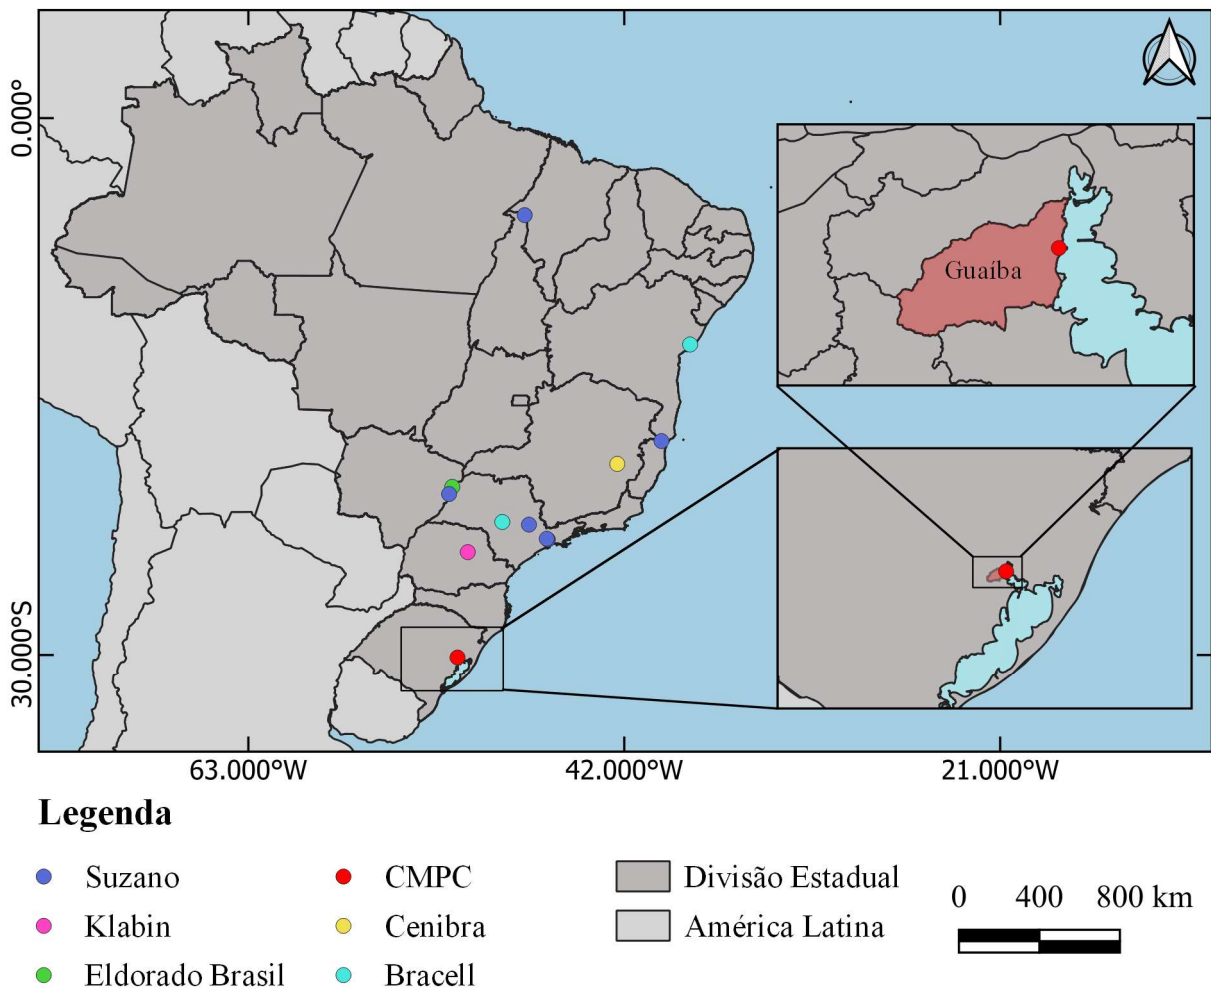 0.000°
30.000°S
Guaíba
63.000°W 42.000°W 21.000°W
Legenda
Suzano CMPC Divisão Estadual 0 400 800 km
Klabin Cenibra América Latina
Eldorado Brasil Bracell